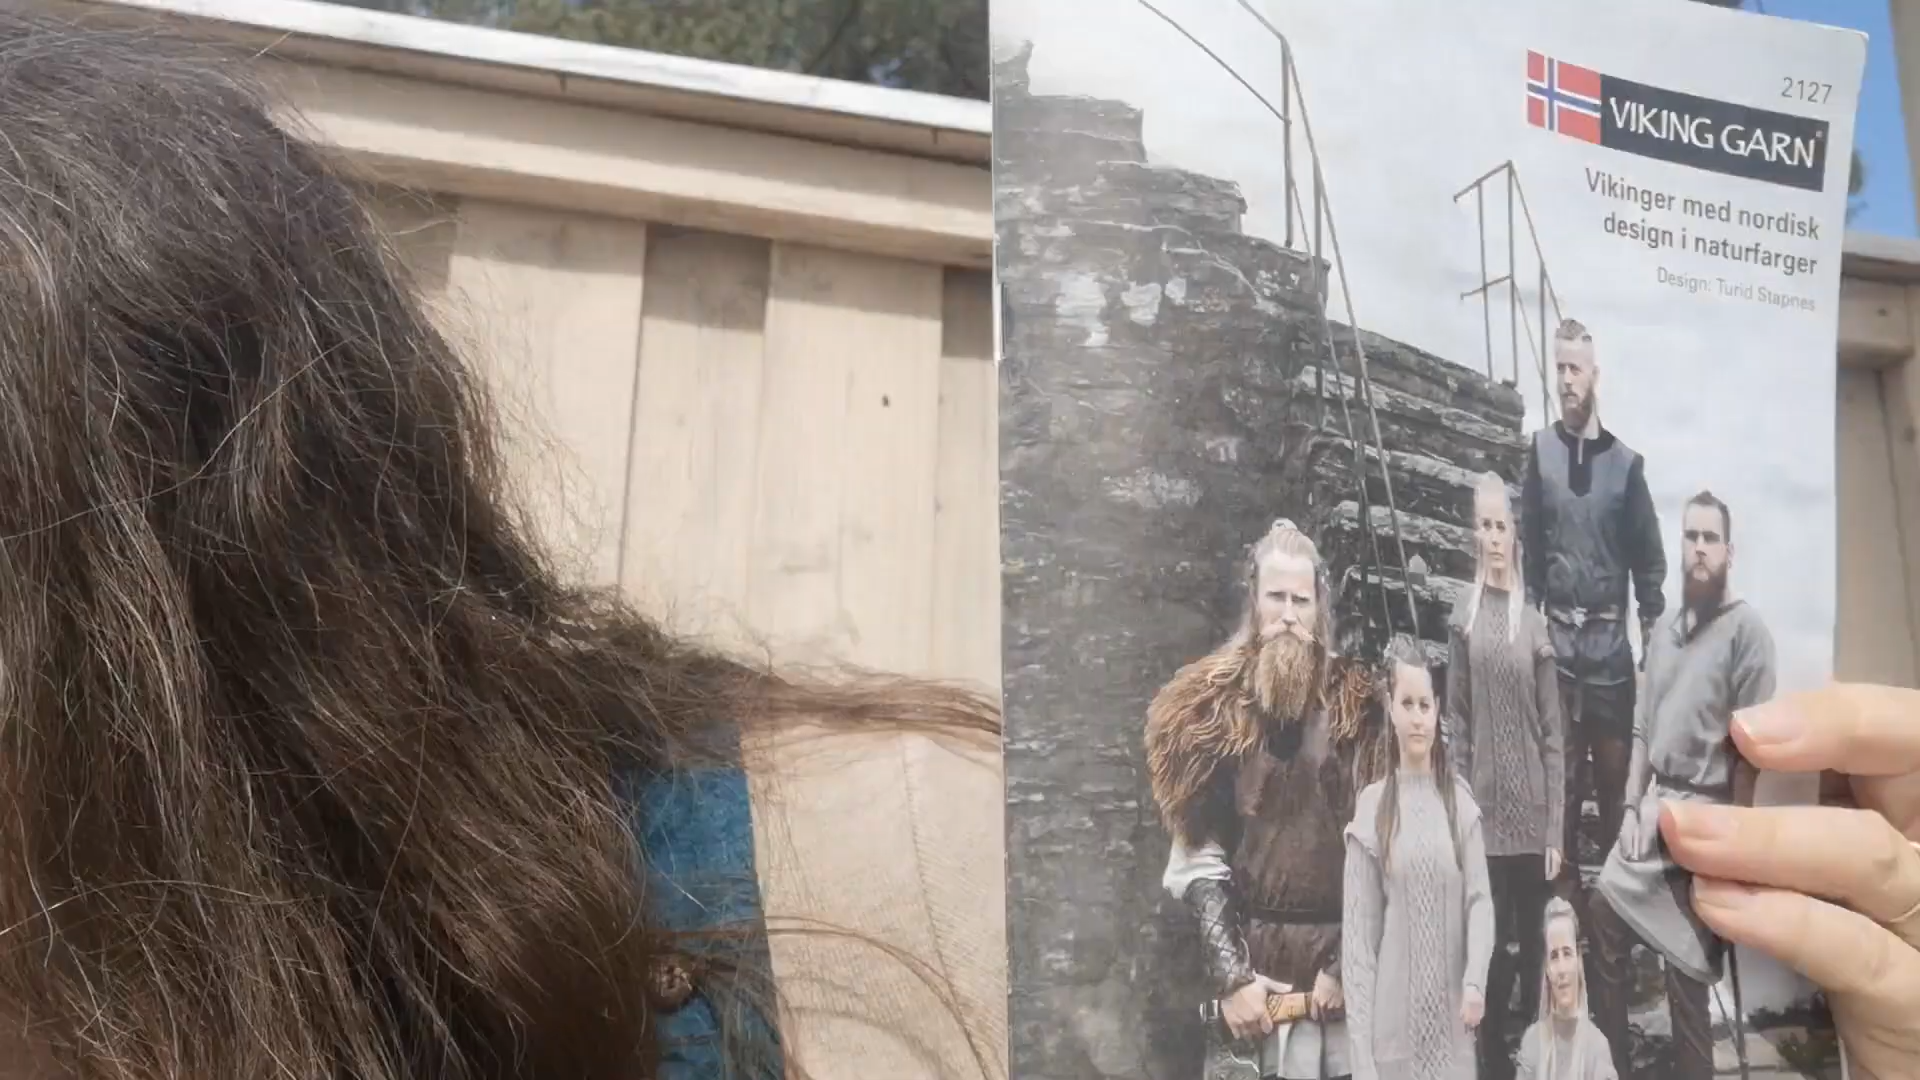 2127
VIKING GARN®
Vikinger med nordisk
design i naturfarger
Design: Turid Stapnes